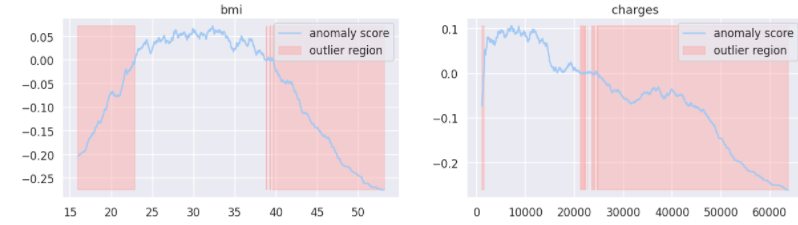 bmi
anomaly score
outlier region
0.05
0.00
−0.05
−0.10
−0.15
−0.20
−0.25
15 20 25 30 35 40 45 50
charges
anomaly score
outlier region
0.1
0.0
−0.1
−0.2
0 10000 20000 30000 40000 50000 60000